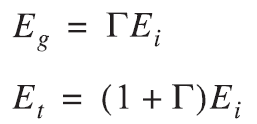 E_g = ΓE_i
E_t = (1 + Γ)E_i